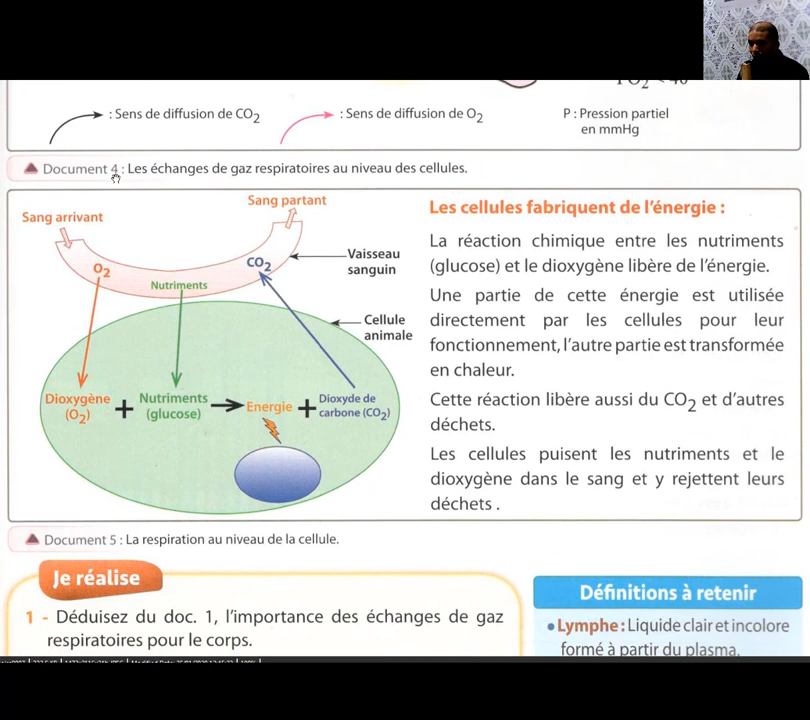 : Sens de diffusion de CO2
: Sens de diffusion de O2
P : Pression partiel
en mmHg
Document 4 : Les échanges de gaz respiratoires au niveau des cellules.
Sang arrivant
Sang partant
O2
Nutriments
CO2
Vaisseau
sanguin
Cellule
animale
Dioxygène
(O2)
+
Nutriments
(glucose)
Energie
+
Dioxyde de
carbone (CO2)
Les cellules fabriquent de l'énergie :
La réaction chimique entre les nutriments
(glucose) et le dioxygène libère de l'énergie.
Une partie de cette énergie est utilisée
directement par les cellules pour leur
fonctionnement, l'autre partie est transformée
en chaleur.
Cette réaction libère aussi du CO2 et d'autres
déchets.
Les cellules puisent les nutriments et le
dioxygène dans le sang et y rejettent leurs
déchets .
Document 5 : La respiration au niveau de la cellule.
Je réalise
1 - Déduisez du doc. 1, l'importance des échanges de gaz
respiratoires pour le corps.
Définitions à retenir
• Lymphe : Liquide clair et incolore
formé à partir du plasma.